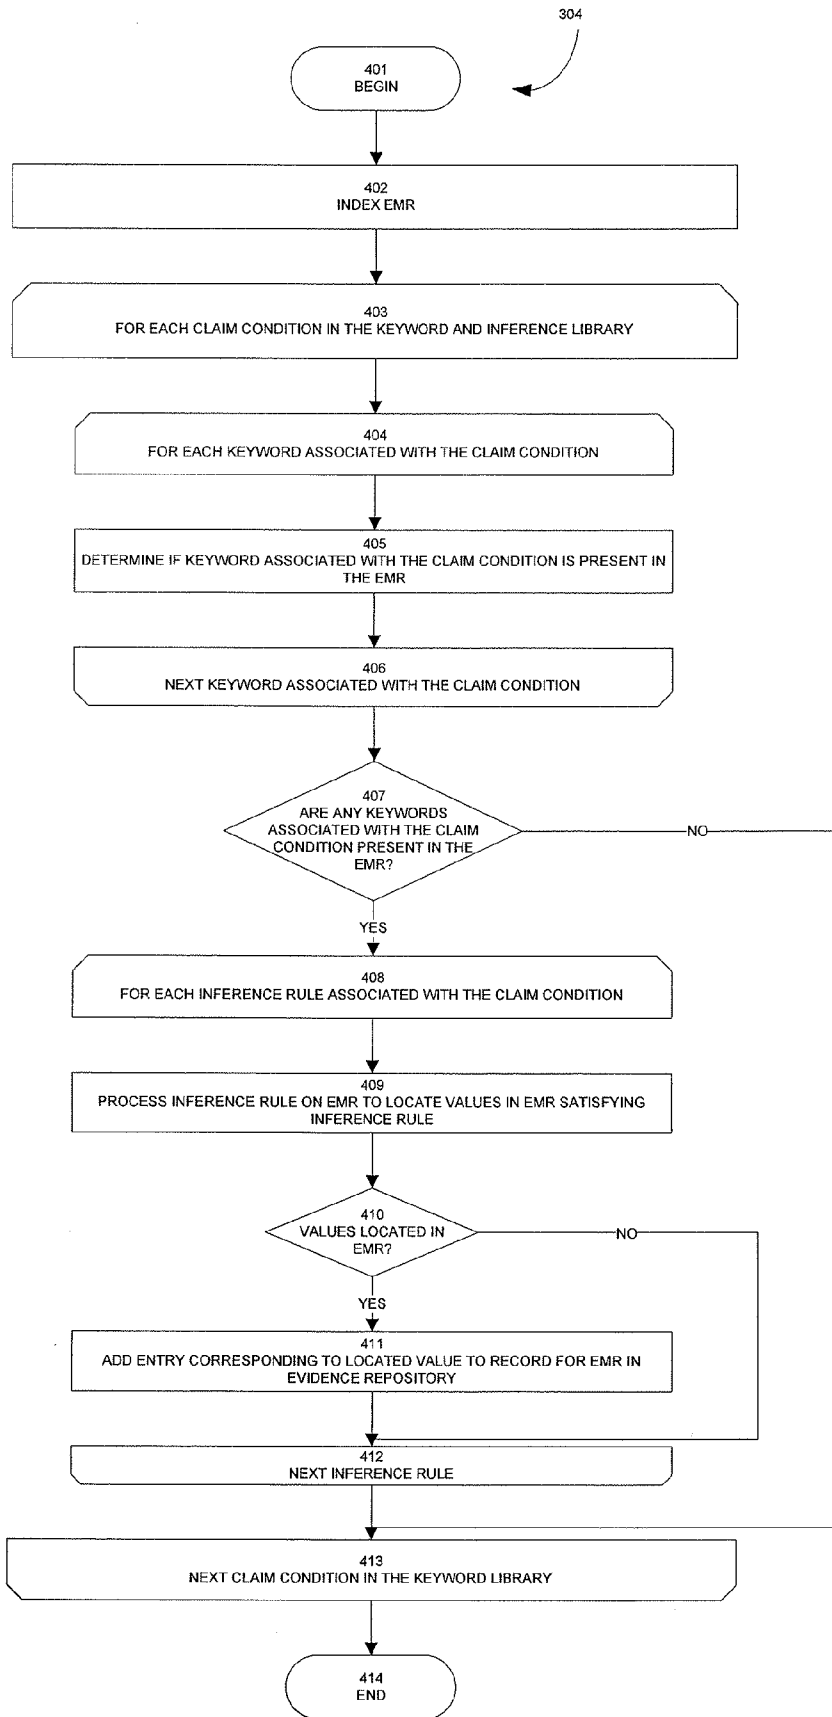 304
401
BEGIN
402
INDEX EMR
403
FOR EACH CLAIM CONDITION IN THE KEYWORD AND INFERENCE LIBRARY
404
FOR EACH KEYWORD ASSOCIATED WITH THE CLAIM CONDITION
405
DETERMINE IF KEYWORD ASSOCIATED WITH THE CLAIM CONDITION IS PRESENT IN
THE EMR
406
NEXT KEYWORD ASSOCIATED WITH THE CLAIM CONDITION
407
ARE ANY KEYWORDS
ASSOCIATED WITH THE CLAIM
CONDITION PRESENT IN THE
EMR?
NO
YES
408
FOR EACH INFERENCE RULE ASSOCIATED WITH THE CLAIM CONDITION
409
PROCESS INFERENCE RULE ON EMR TO LOCATE VALUES IN EMR SATISFYING
INFERENCE RULE
410
VALUES LOCATED IN
EMR?
NO
YES
411
ADD ENTRY CORRESPONDING TO LOCATED VALUE TO RECORD FOR EMR IN
EVIDENCE REPOSITORY
412
NEXT INFERENCE RULE
413
NEXT CLAIM CONDITION IN THE KEYWORD LIBRARY
414
END